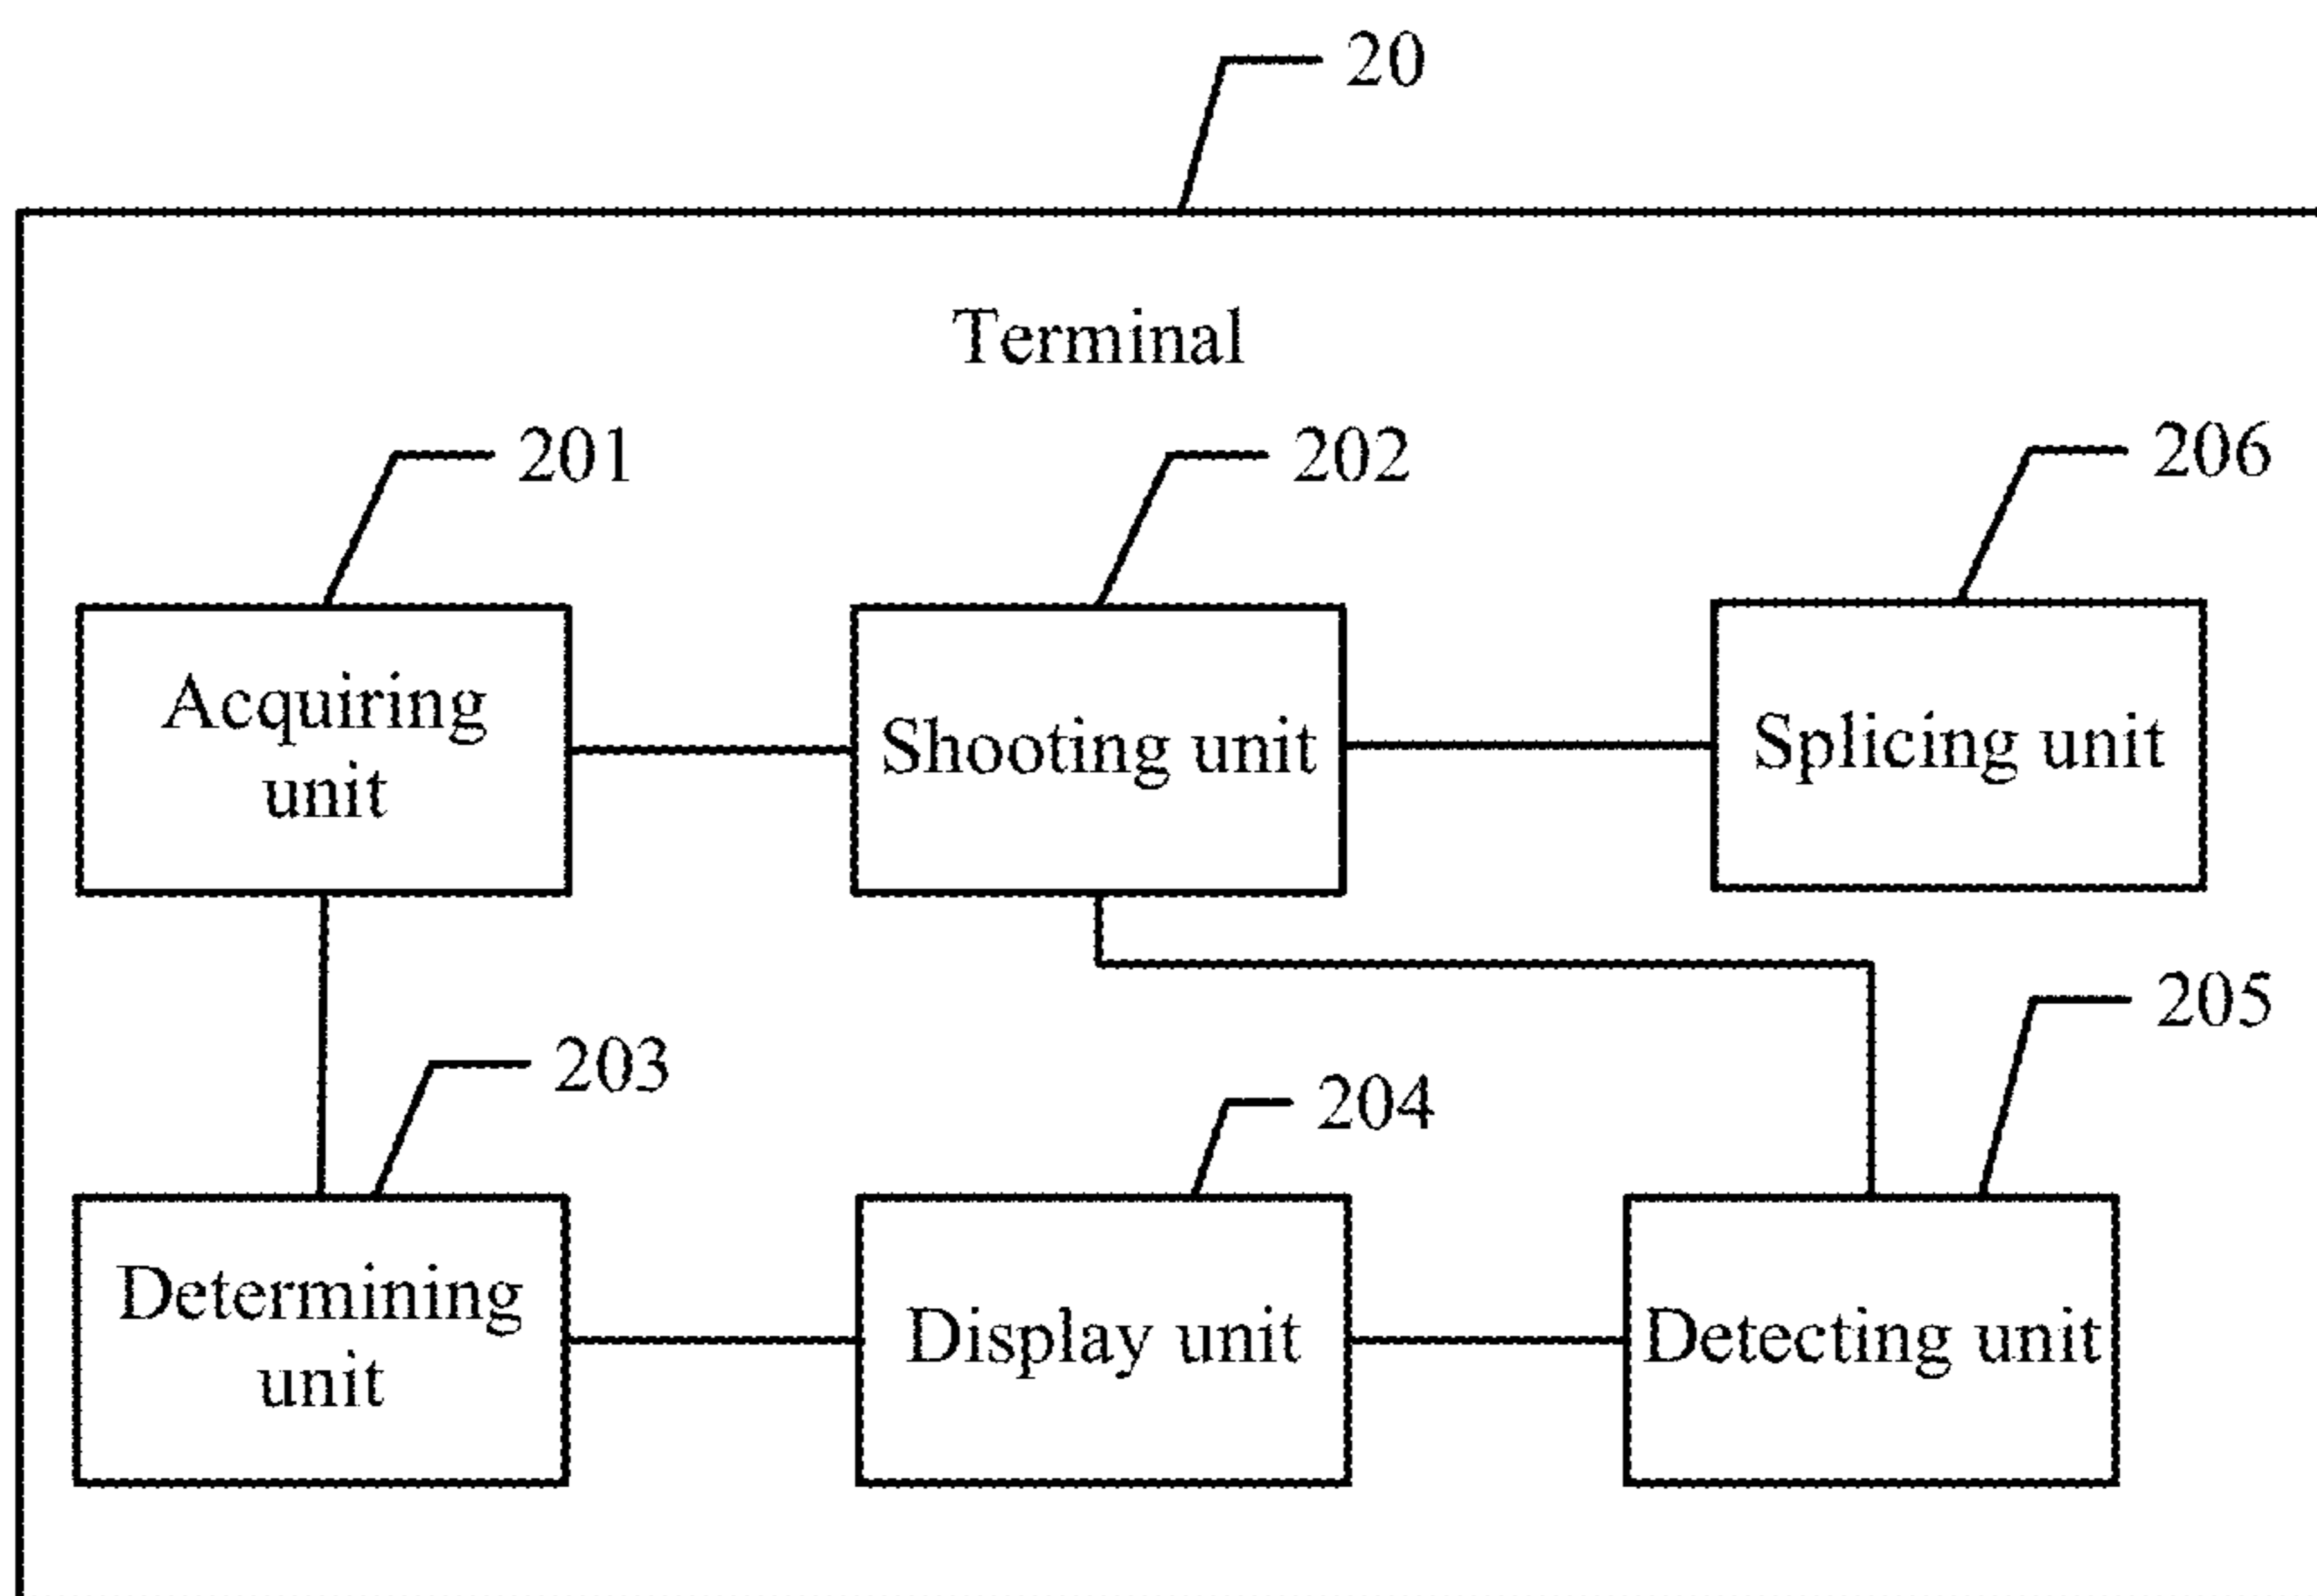 20
Terminal
201
202
206
Acquiring
unit
Shooting unit
Splicing unit
205
203
204
Determining
unit
Display unit
Detecting unit